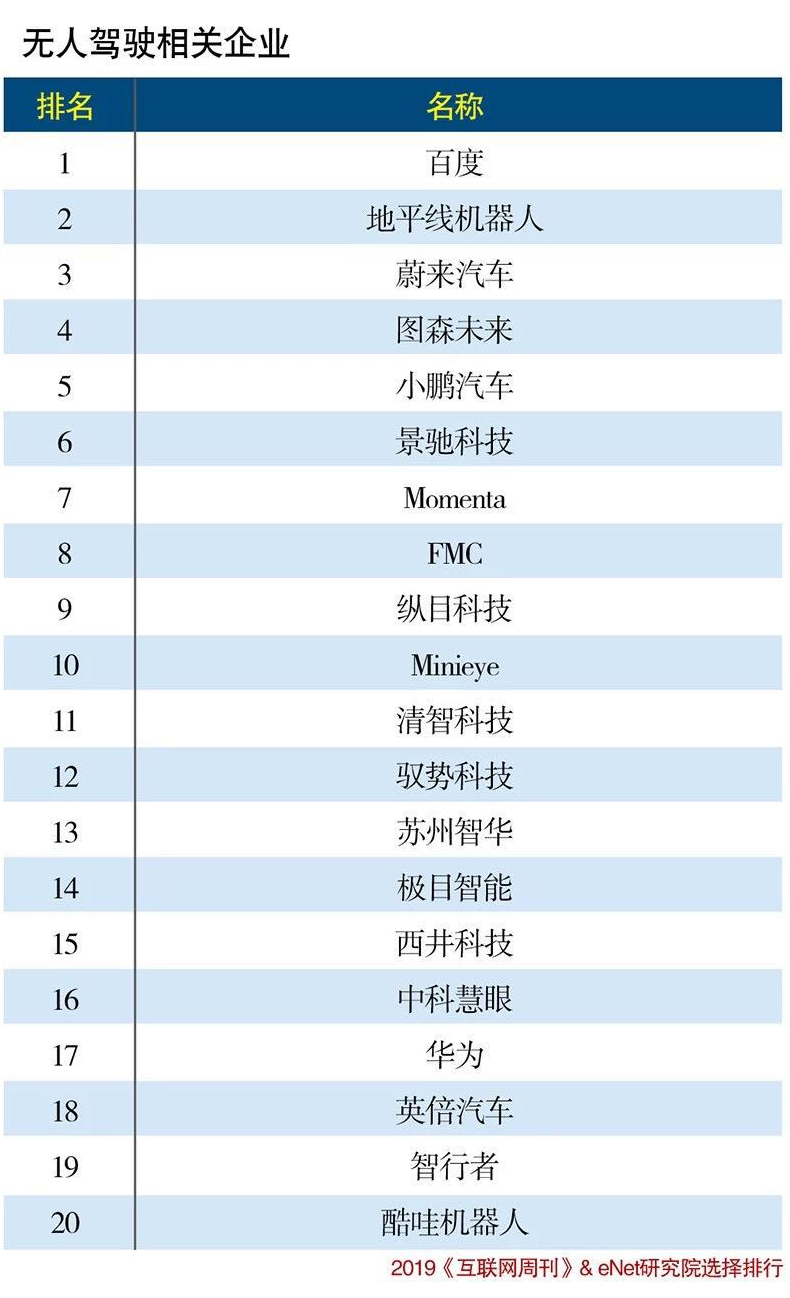 无人驾驶相关企业
排名 名称
1 百度
2 地平线机器人
3 蔚来汽车
4 图森未来
5 小鹏汽车
6 景驰科技
7 Momenta
8 FMC
9 纵目科技
10 Minieye
11 清智科技
12 驭势科技
13 苏州智华
14 极目智能
15 西井科技
16 中科慧眼
17 华为
18 英倍汽车
19 智行者
20 酷哇机器人
2019《互联网周刊》& eNet研究院选择排行